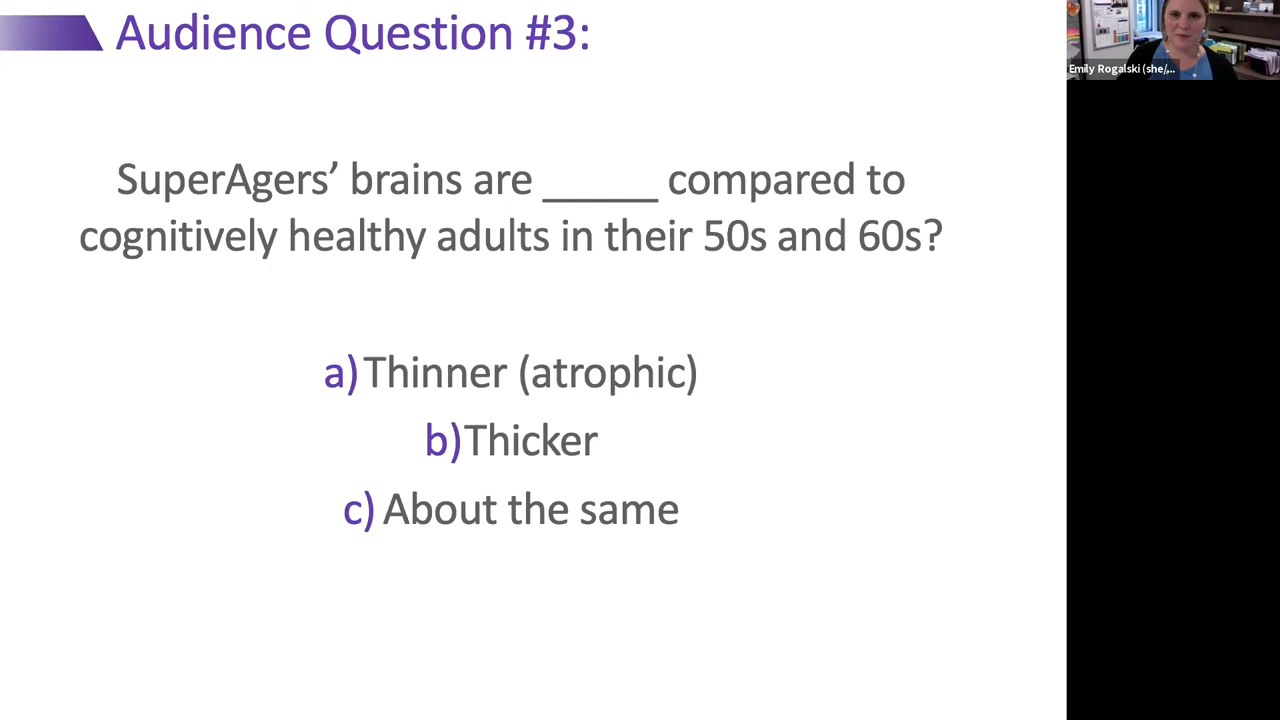 Audience Question #3:
Emily Rogalski (she/,...
SuperAgers’ brains are _____ compared to
cognitively healthy adults in their 50s and 60s?
a) Thinner (atrophic)
b) Thicker
c) About the same